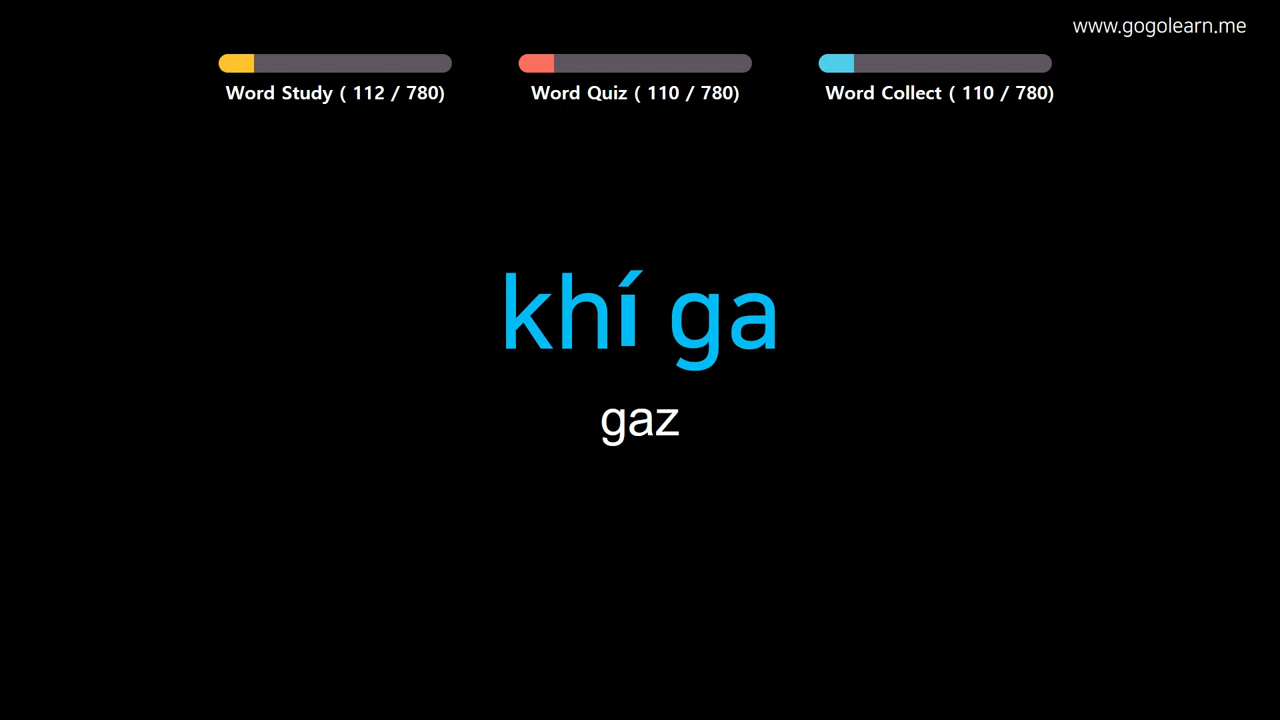 www.gogolearn.me
Word Study ( 112 / 780)
Word Quiz ( 110 / 780)
Word Collect ( 110 / 780)
khí ga
gaz